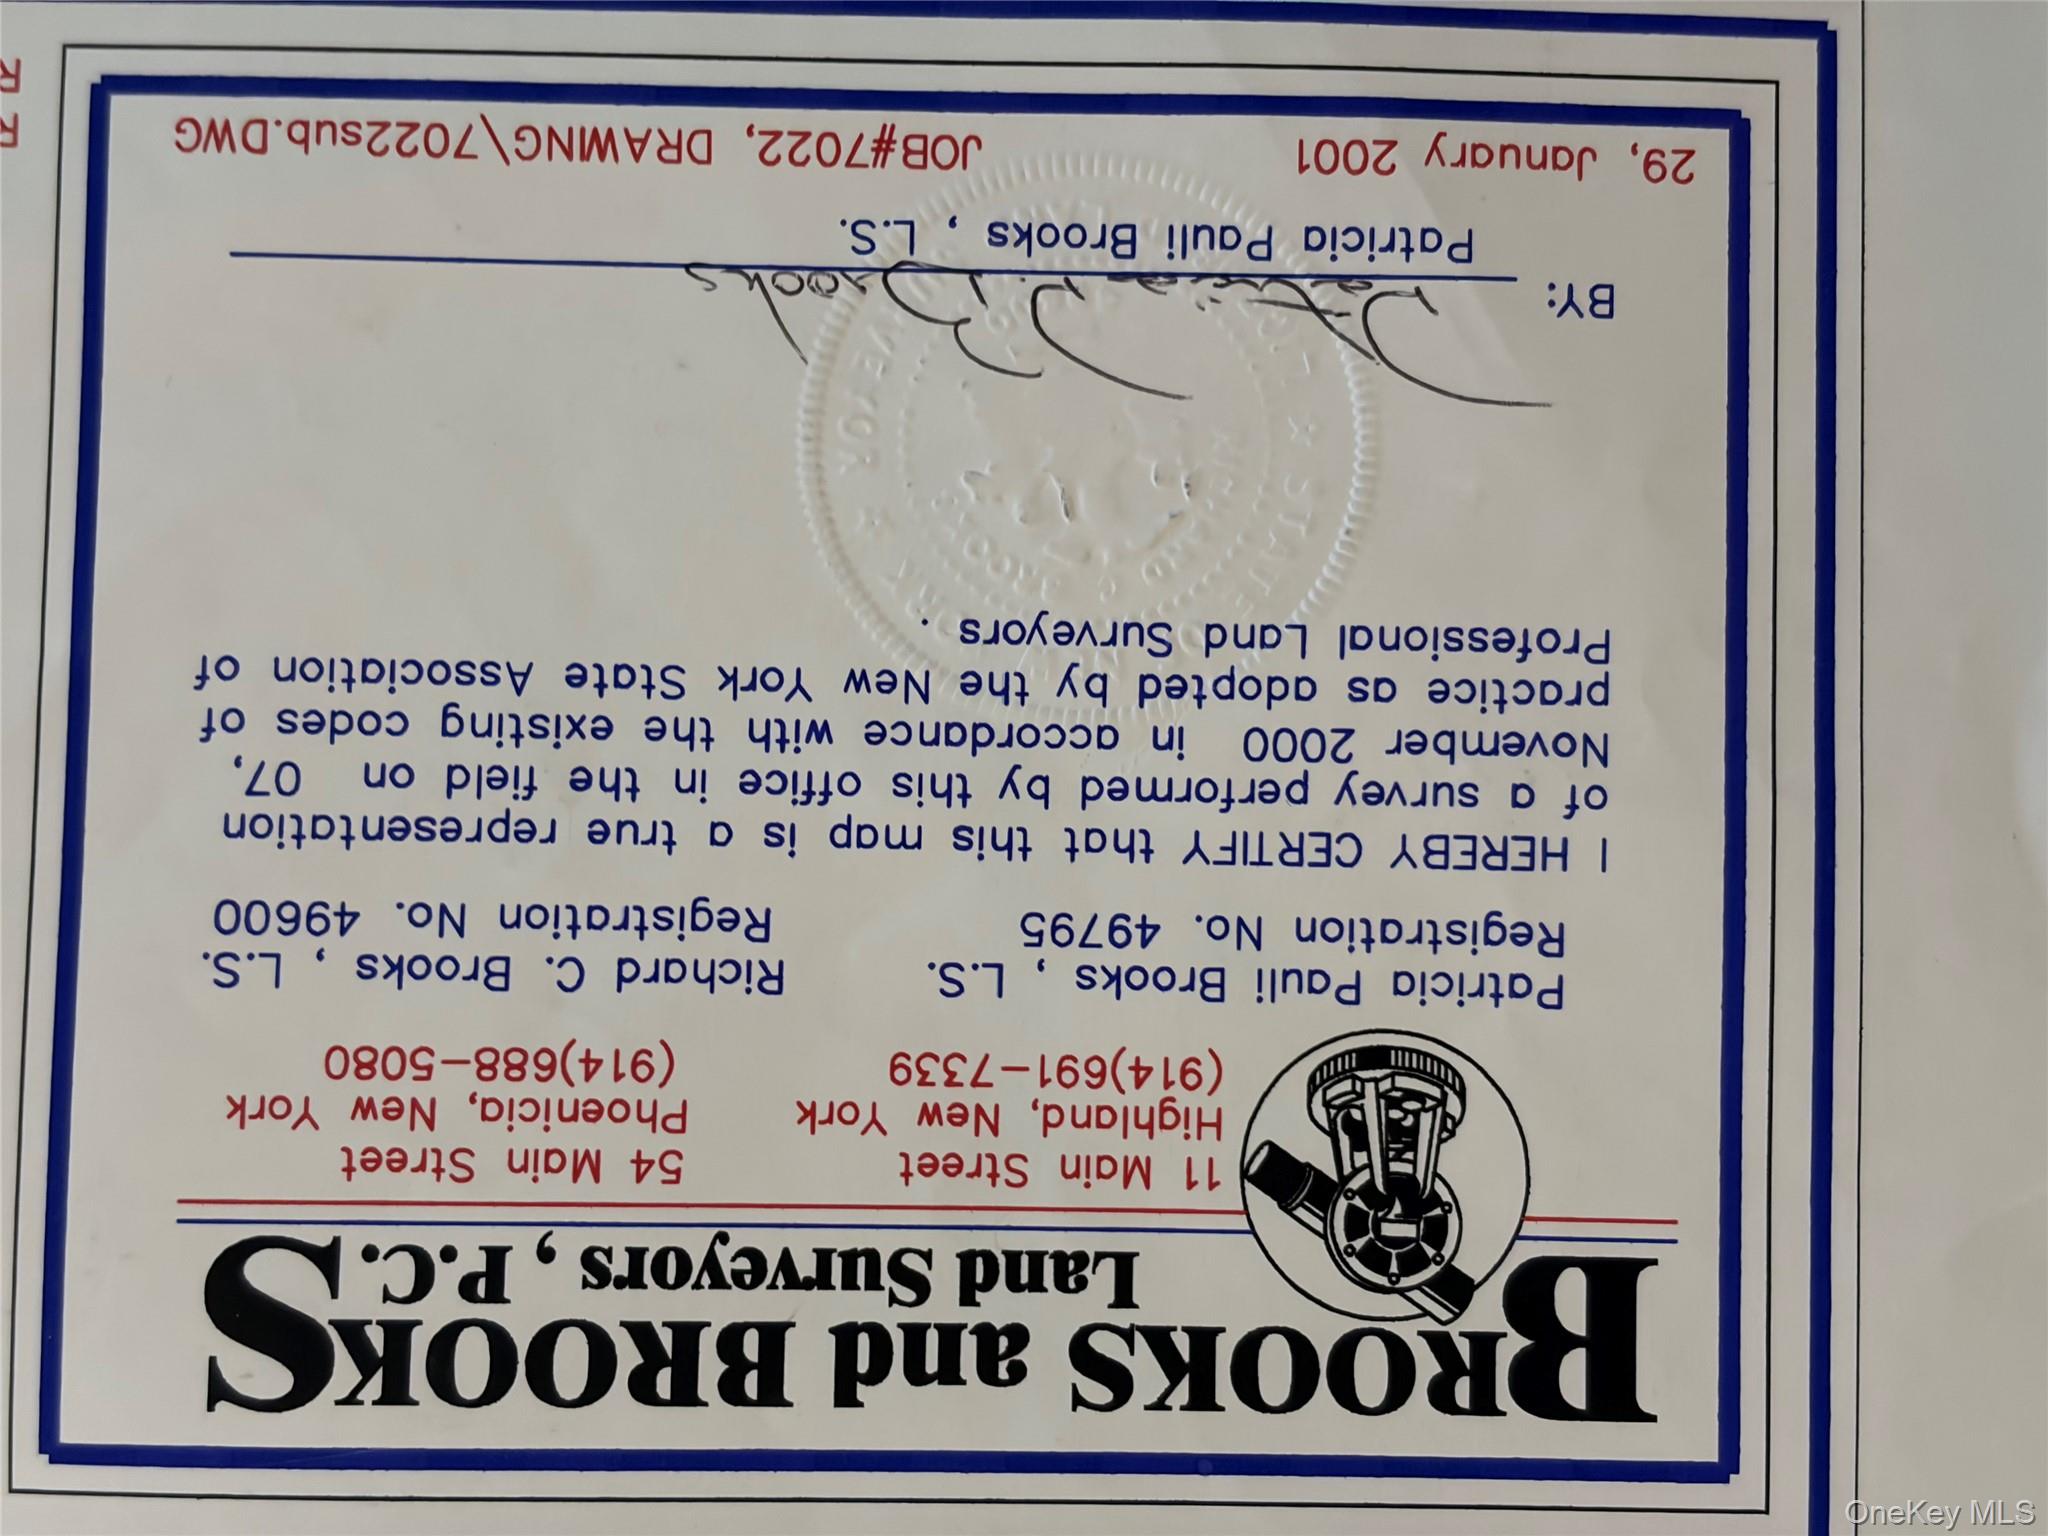 BROOKS and BROOKS
Land Surveyors, P.C.
11 Main Street
Highland, New York
(914)691-7339
54 Main Street
Phoenicia, New York
(914)688-5080
Patricia Pauli Brooks , L.S.
Registration No. 49795
Richard C. Brooks , L.S.
Registration No. 49600
I HEREBY CERTIFY that this map is a true representation
of a survey performed by this office in the field on 07,
November 2000 in accordance with the existing codes of
practice as adopted by the New York State Association of
Professional Land Surveyors .
BY: Patricia P. Brooks
Patricia Pauli Brooks , L.S.
29, January 2001
JOB#7022, DRAWING\7022sub.DWG
OneKey MLS